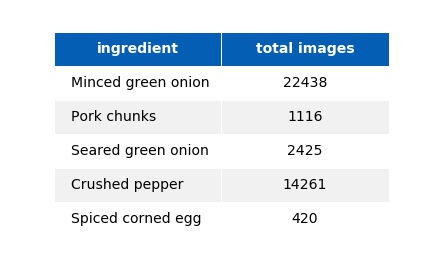 ingredient total images
Minced green onion 22438
Pork chunks 1116
Seared green onion 2425
Crushed pepper 14261
Spiced corned egg 420